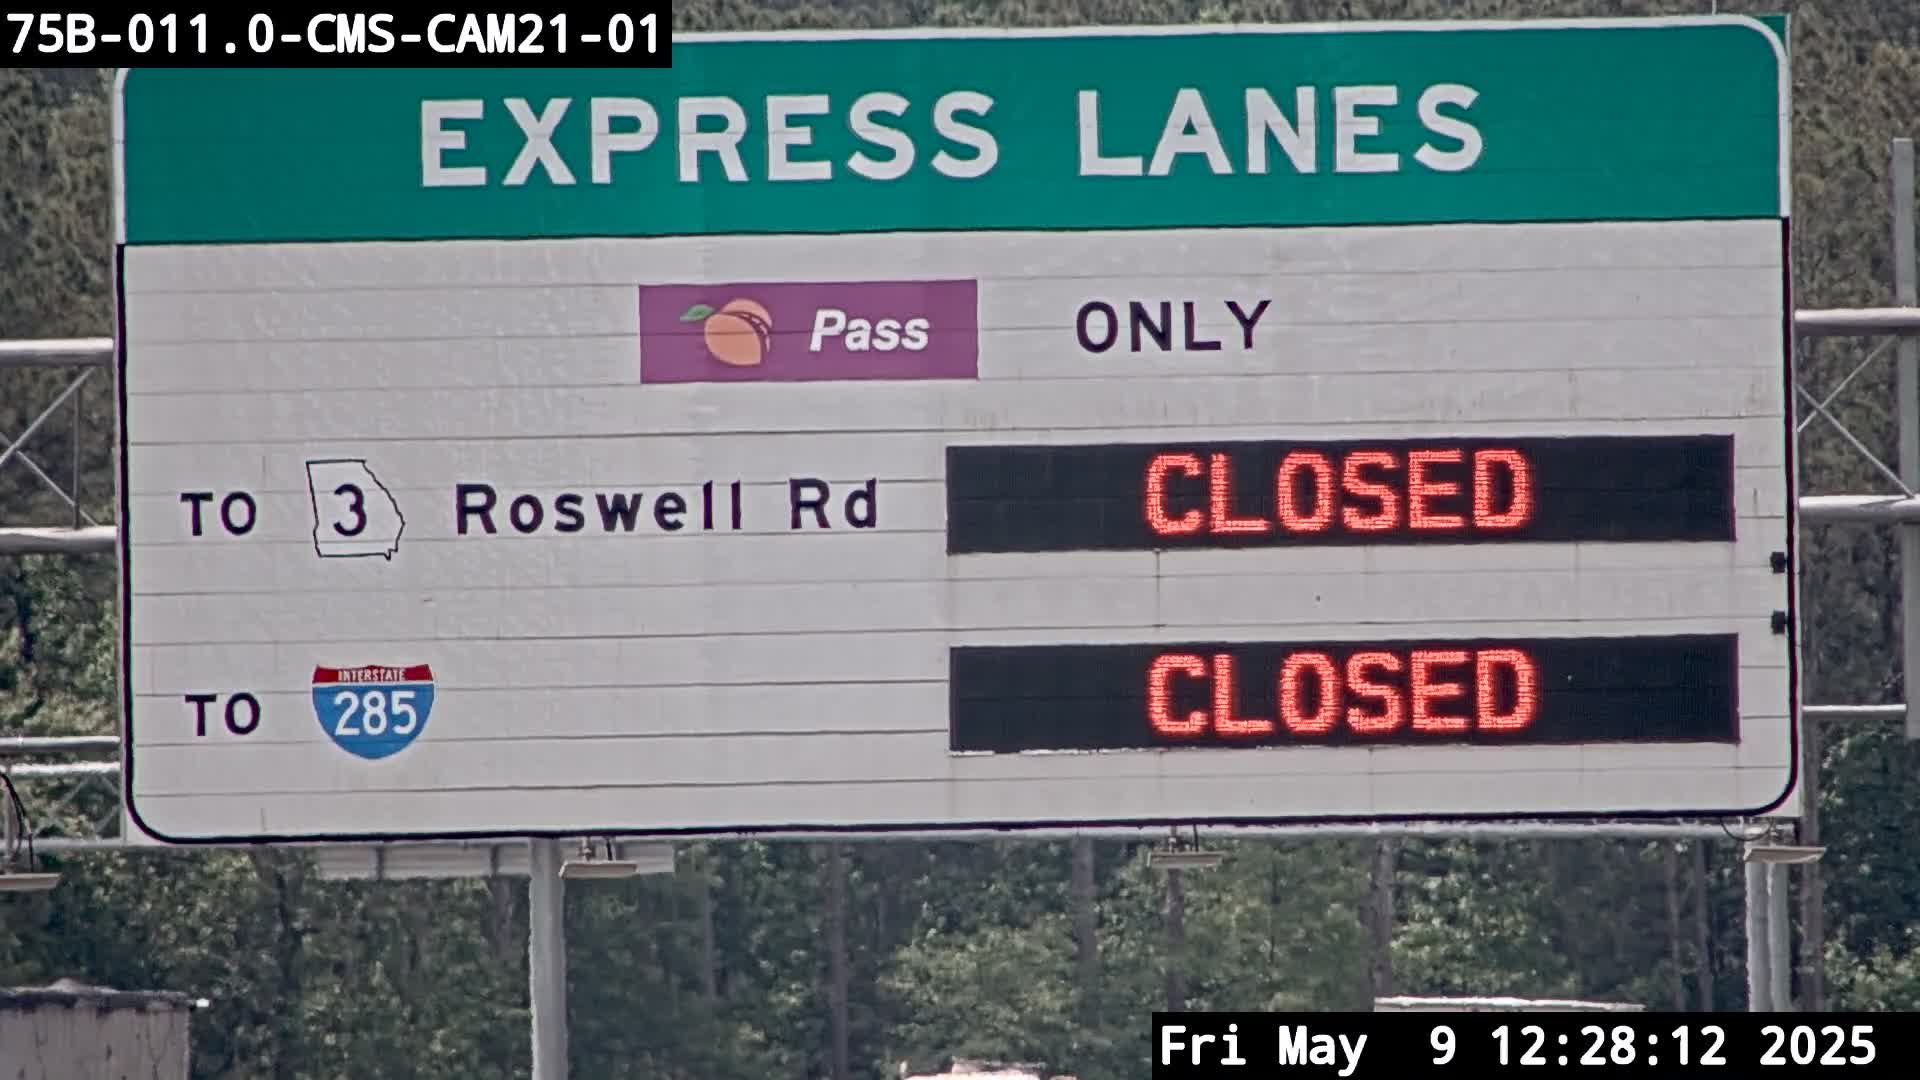 75B-011.0-CMS-CAM21-01
EXPRESS LANES
Pass ONLY
TO 3 Roswell Rd CLOSED
TO INTERSTATE 285 CLOSED
Fri May 9 12:28:12 2025